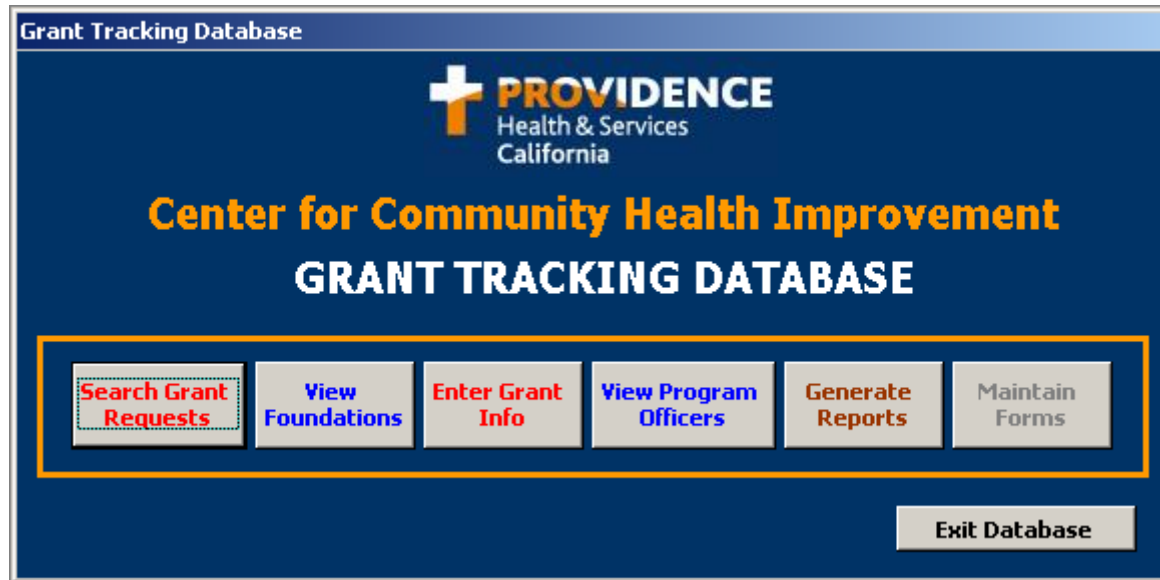 Grant Tracking Database
PROVIDENCE
Health & Services
California
Center for Community Health Improvement
GRANT TRACKING DATABASE
Search Grant
Requests
View
Foundations
Enter Grant
Info
View Program
Officers
Generate
Reports
Maintain
Forms
Exit Database